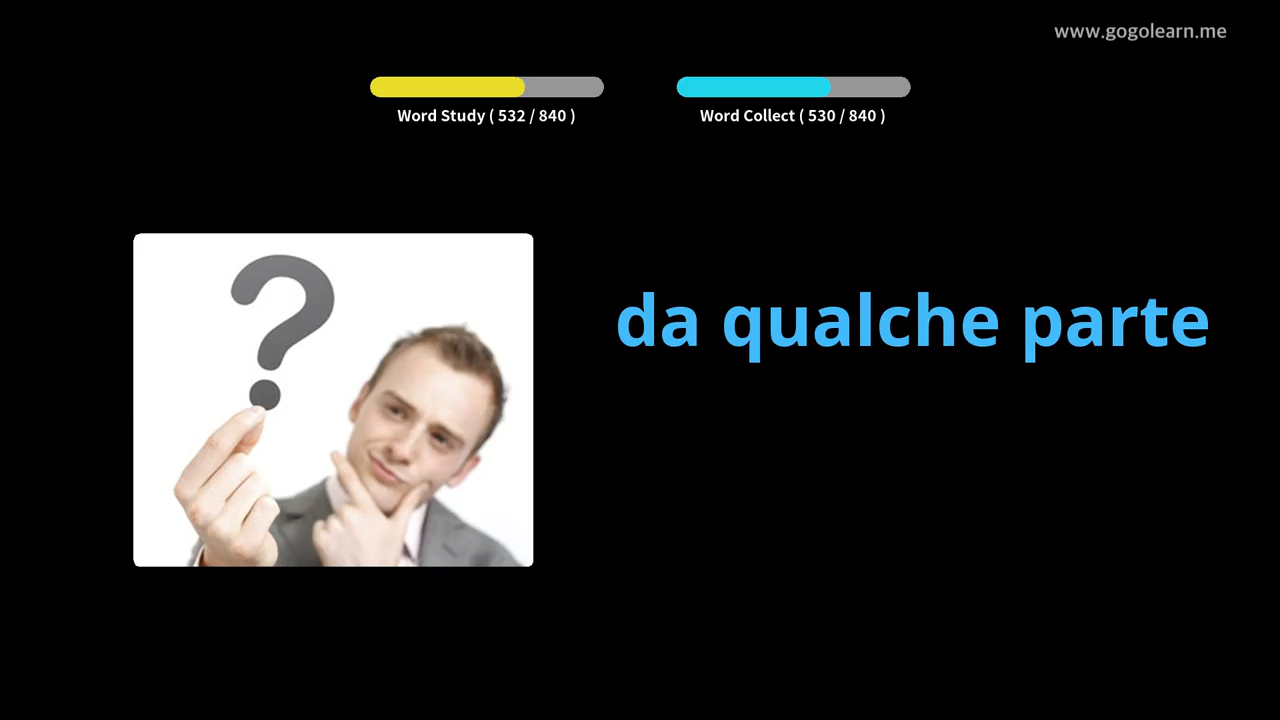 www.gogolearn.me
Word Study ( 532 / 840 )
Word Collect ( 530 / 840 )
?
da qualche parte